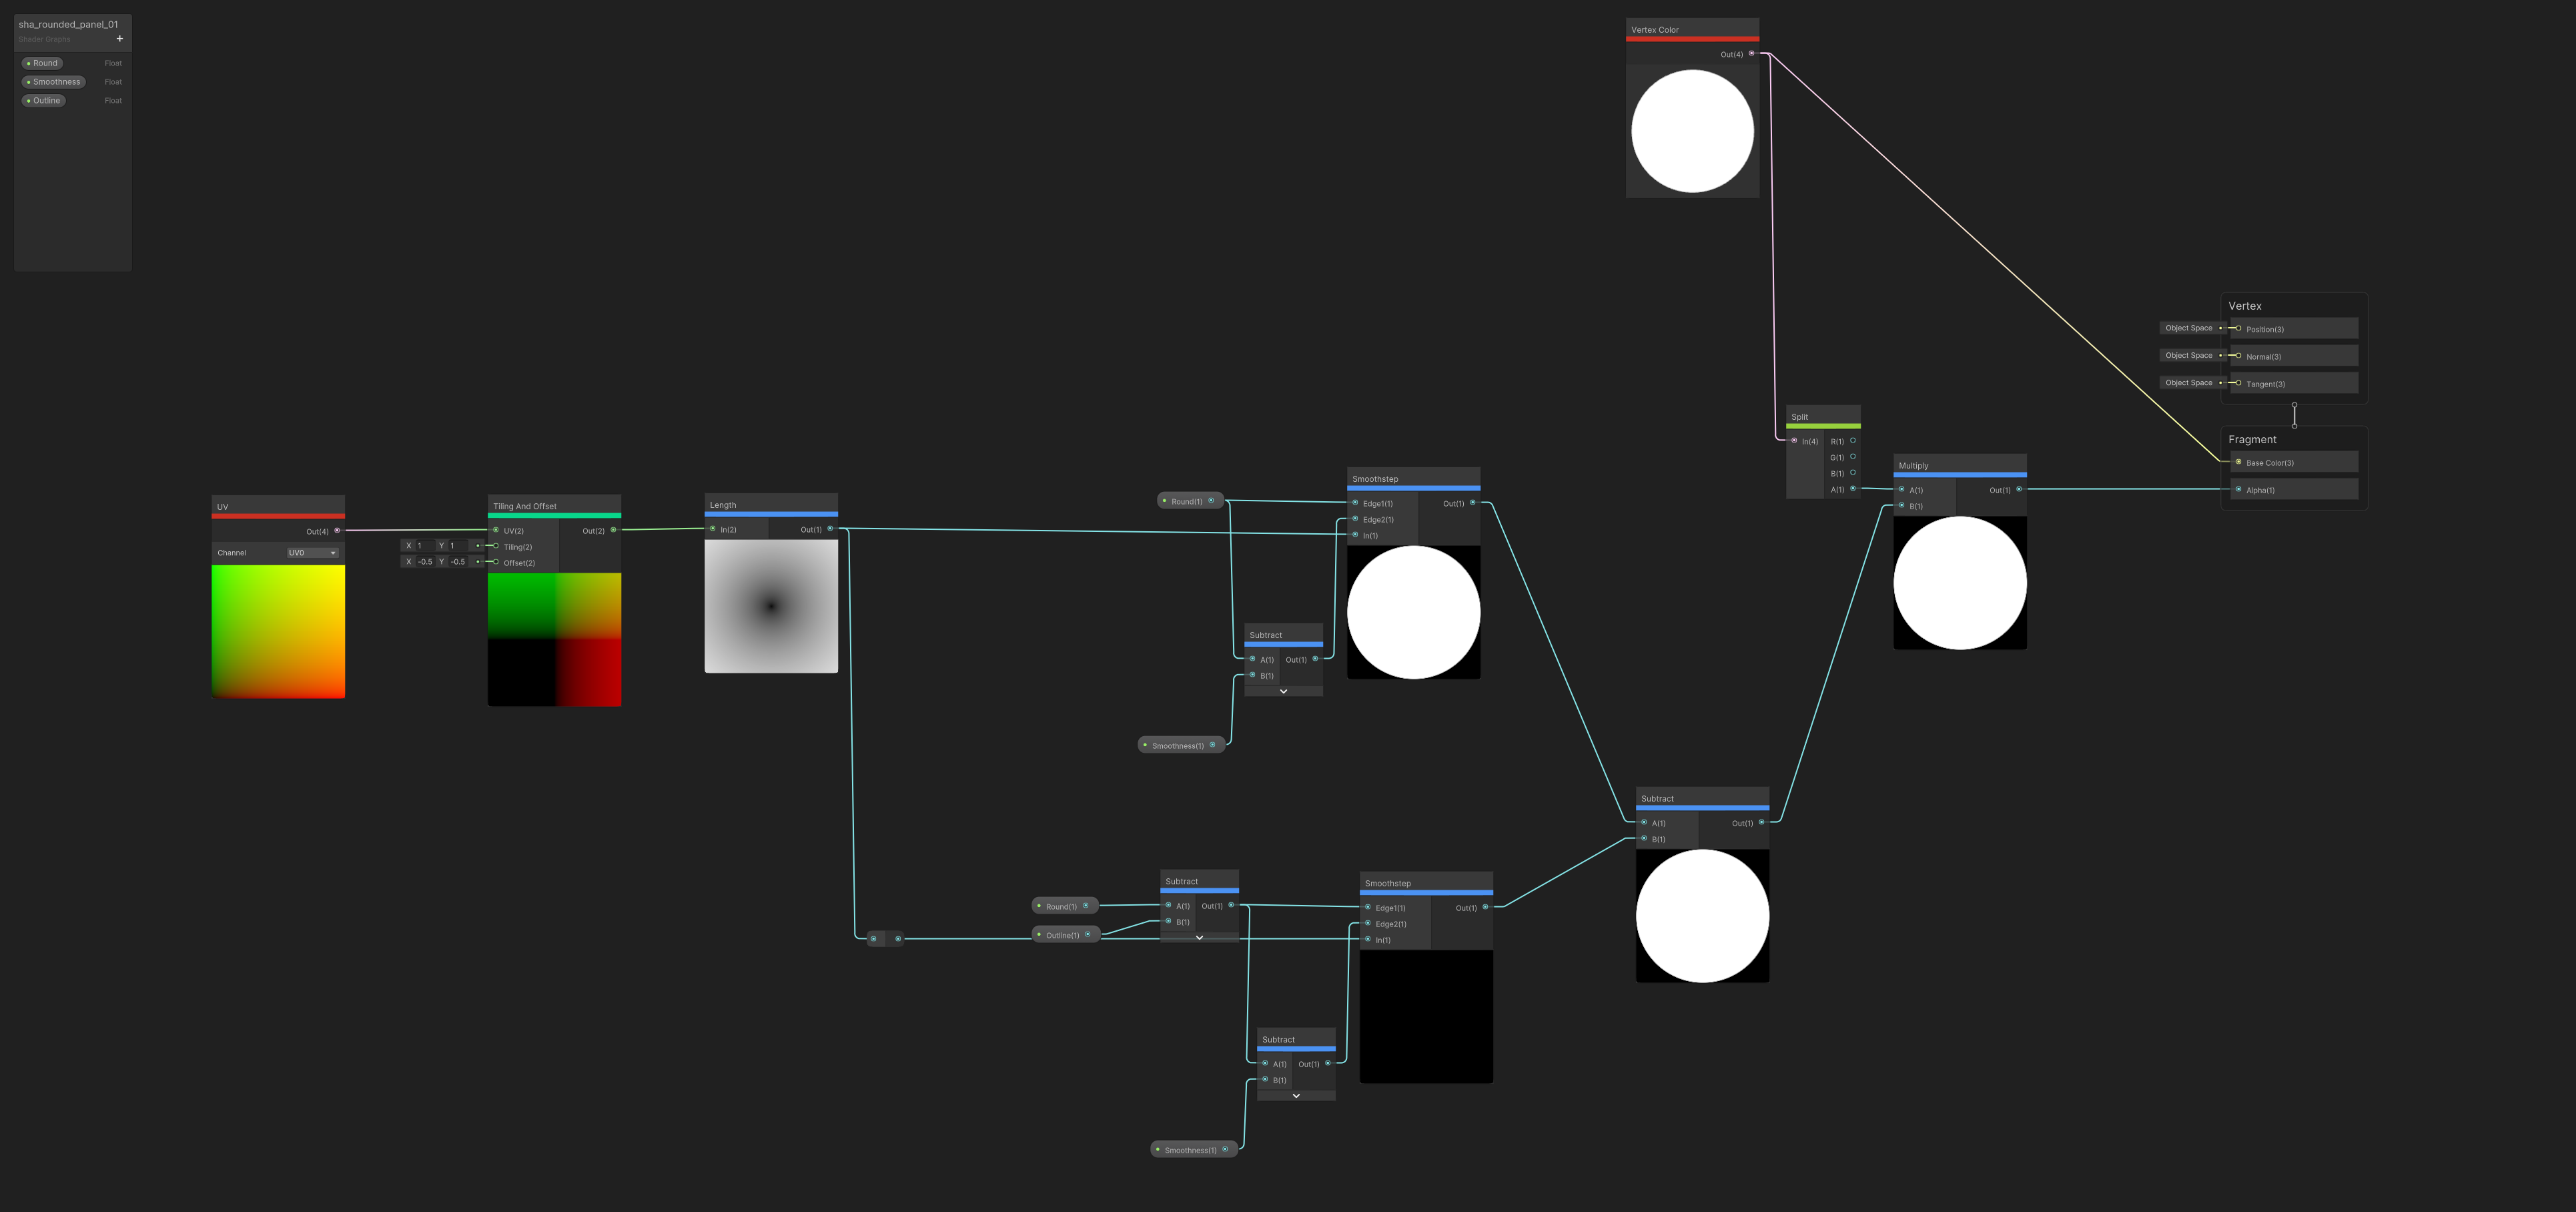 sha_rounded_panel_01
Shader Graphs
+
Round Float
Smoothness Float
Outline Float
Vertex Color
Out(4)
Vertex
Object Space Position(3)
Object Space Normal(3)
Object Space Tangent(3)
Fragment
Base Color(3)
Alpha(1)
Split
In(4) R(1)
G(1)
B(1)
A(1)
Multiply
A(1) Out(1)
B(1)
UV
Out(4)
Channel UV0
Tiling And Offset
UV(2) Out(2)
X 1 Y 1 Tiling(2)
X -0.5 Y -0.5 Offset(2)
Length
In(2) Out(1)
Round(1)
Smoothstep
Edge1(1) Out(1)
Edge2(1)
In(1)
Subtract
A(1) Out(1)
B(1)
Smoothness(1)
Subtract
A(1) Out(1)
B(1)
Round(1)
Outline(1)
Subtract
A(1) Out(1)
B(1)
Smoothstep
Edge1(1) Out(1)
Edge2(1)
In(1)
Subtract
A(1) Out(1)
B(1)
Smoothness(1)